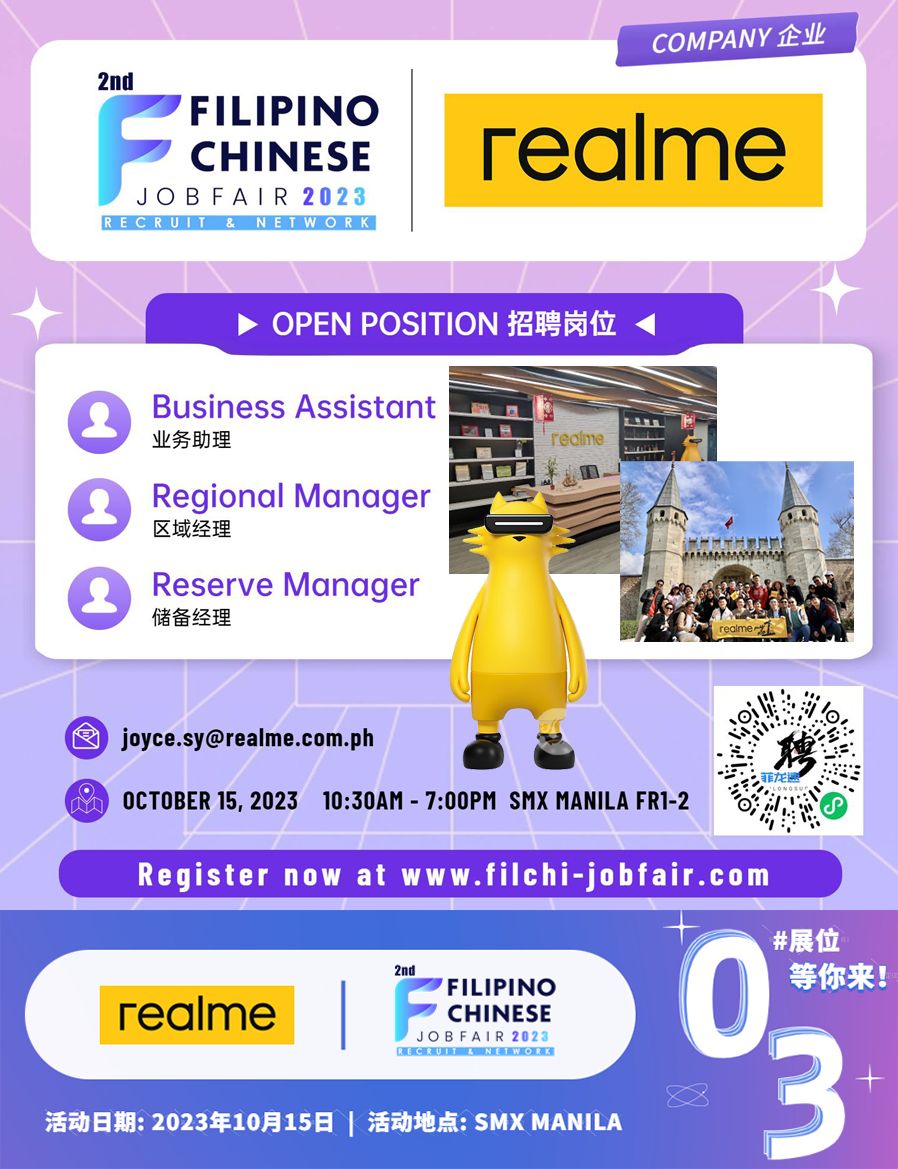 COMPANY 企业
2nd
FILIPINO
CHINESE
JOBFAIR 2023
RECRUIT & NETWORK
realme
OPEN POSITION 招聘岗位
Business Assistant
业务助理
Regional Manager
区域经理
Reserve Manager
储备经理
realme
realme
joyce.sy@realme.com.ph
聘
菲龙速
OCTOBER 15, 2023 10:30AM - 7:00PM SMX MANILA FR1-2
Register now at www.filchi-jobfair.com
realme
2nd
FILIPINO
CHINESE
JOBFAIR 2023
RECRUIT & NETWORK
03
#展位
等你来!
活动日期: 2023年10月15日 | 活动地点: SMX MANILA